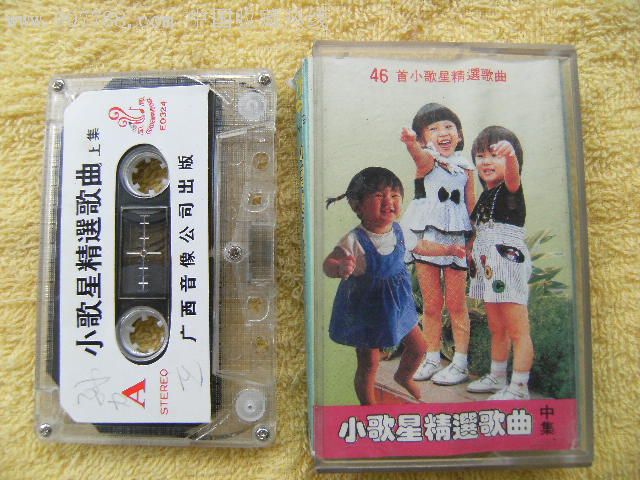 小歌星精選歌曲 上集
E0324
广西音像公司出版
A
STEREO
46 首小歌星精選歌曲
小歌星精選歌曲 中集